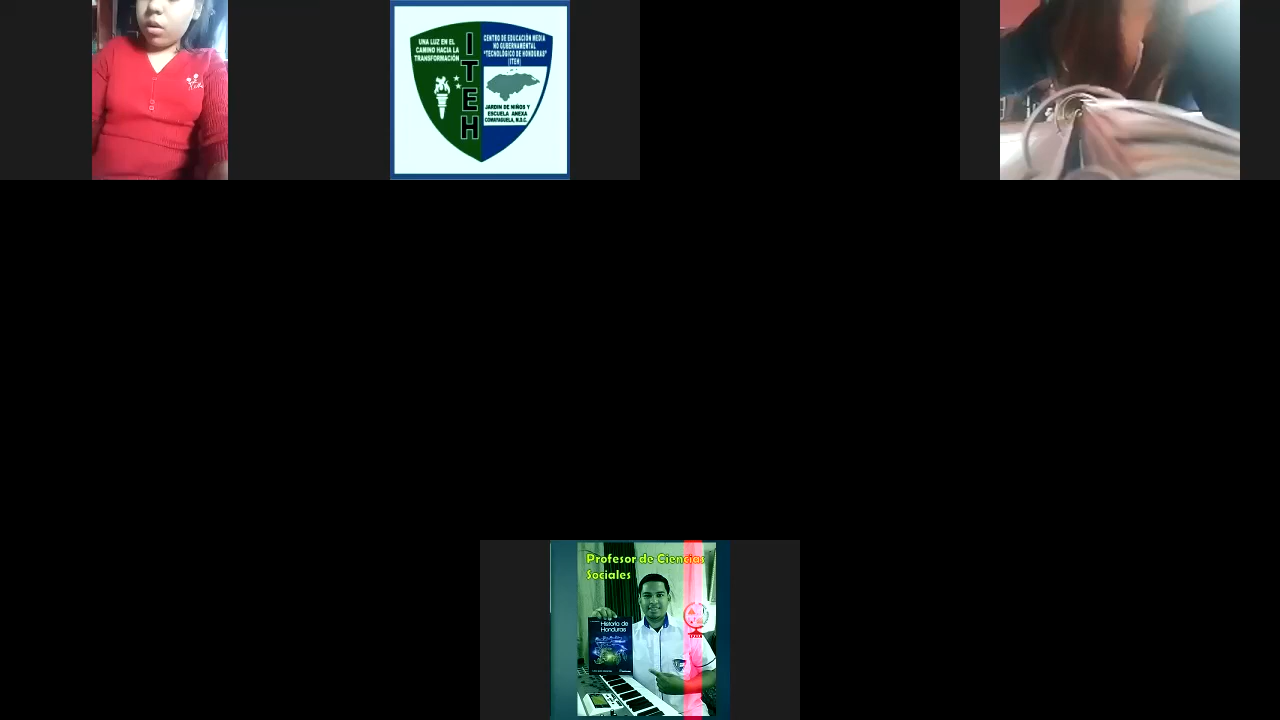 UNA LUZ EN EL
CAMINO HACIA LA
TRANSFORMACIÓN
ITEH
CENTRO DE EDUCACIÓN MEDIA
NO GUBERNAMENTAL
"TECNOLÓGICO DE HONDURAS"
(ITEH)
JARDIN DE NIÑOS Y
ESCUELA ANEXA
COMAYAGUELA, M.D.C.
Profesor de Ciencias
Sociales
Historia de
Honduras